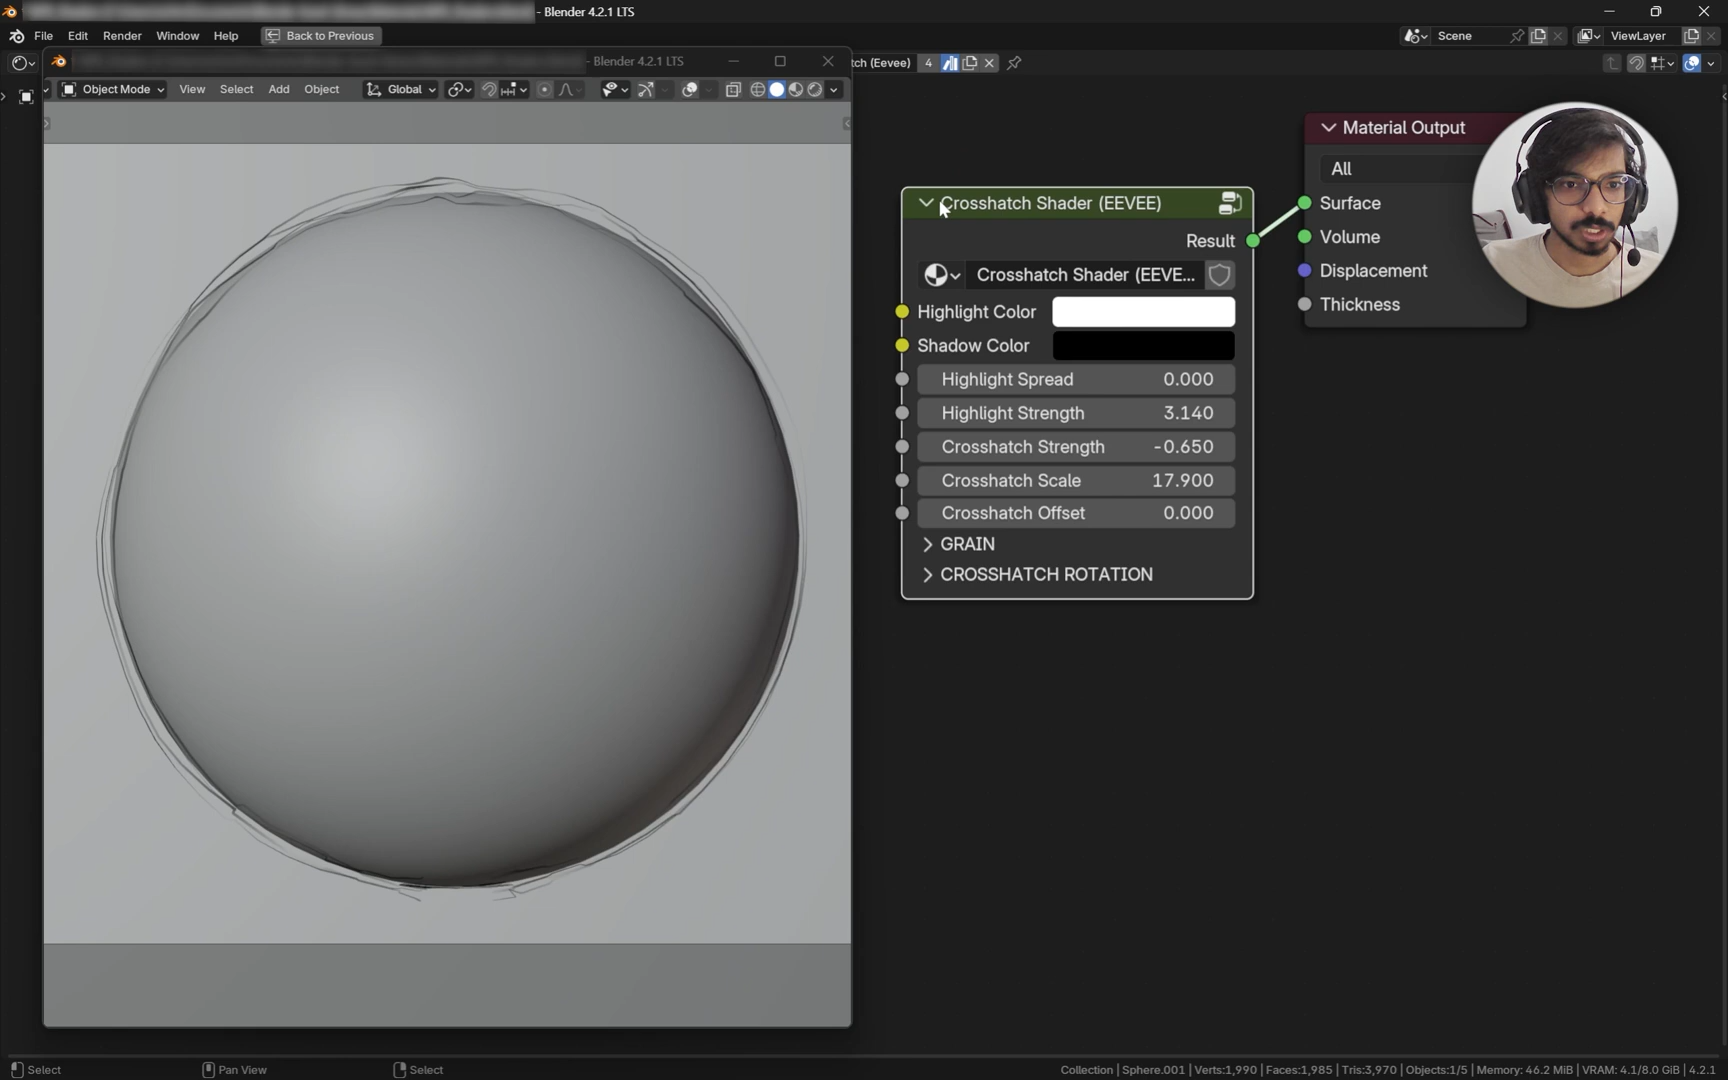 - Blender 4.2.1 LTS
File Edit Render Window Help Back to Previous Scene ViewLayer
- Blender 4.2.1 LTS
tch (Eevee) 4
Object Mode View Select Add Object Global
Material Output
All
Surface
Volume
Displacement
Thickness
Crosshatch Shader (EEVEE)
Result
Crosshatch Shader (EEVE...
Highlight Color
Shadow Color
Highlight Spread 0.000
Highlight Strength 3.140
Crosshatch Strength -0.650
Crosshatch Scale 17.900
Crosshatch Offset 0.000
GRAIN
CROSSHATCH ROTATION
Select Pan View Select Collection | Sphere.001 | Verts:1,990 | Faces:1,985 | Tris:3,970 | Objects:1/5 | Memory: 46.2 MiB | VRAM: 4.1/8.0 GiB | 4.2.1